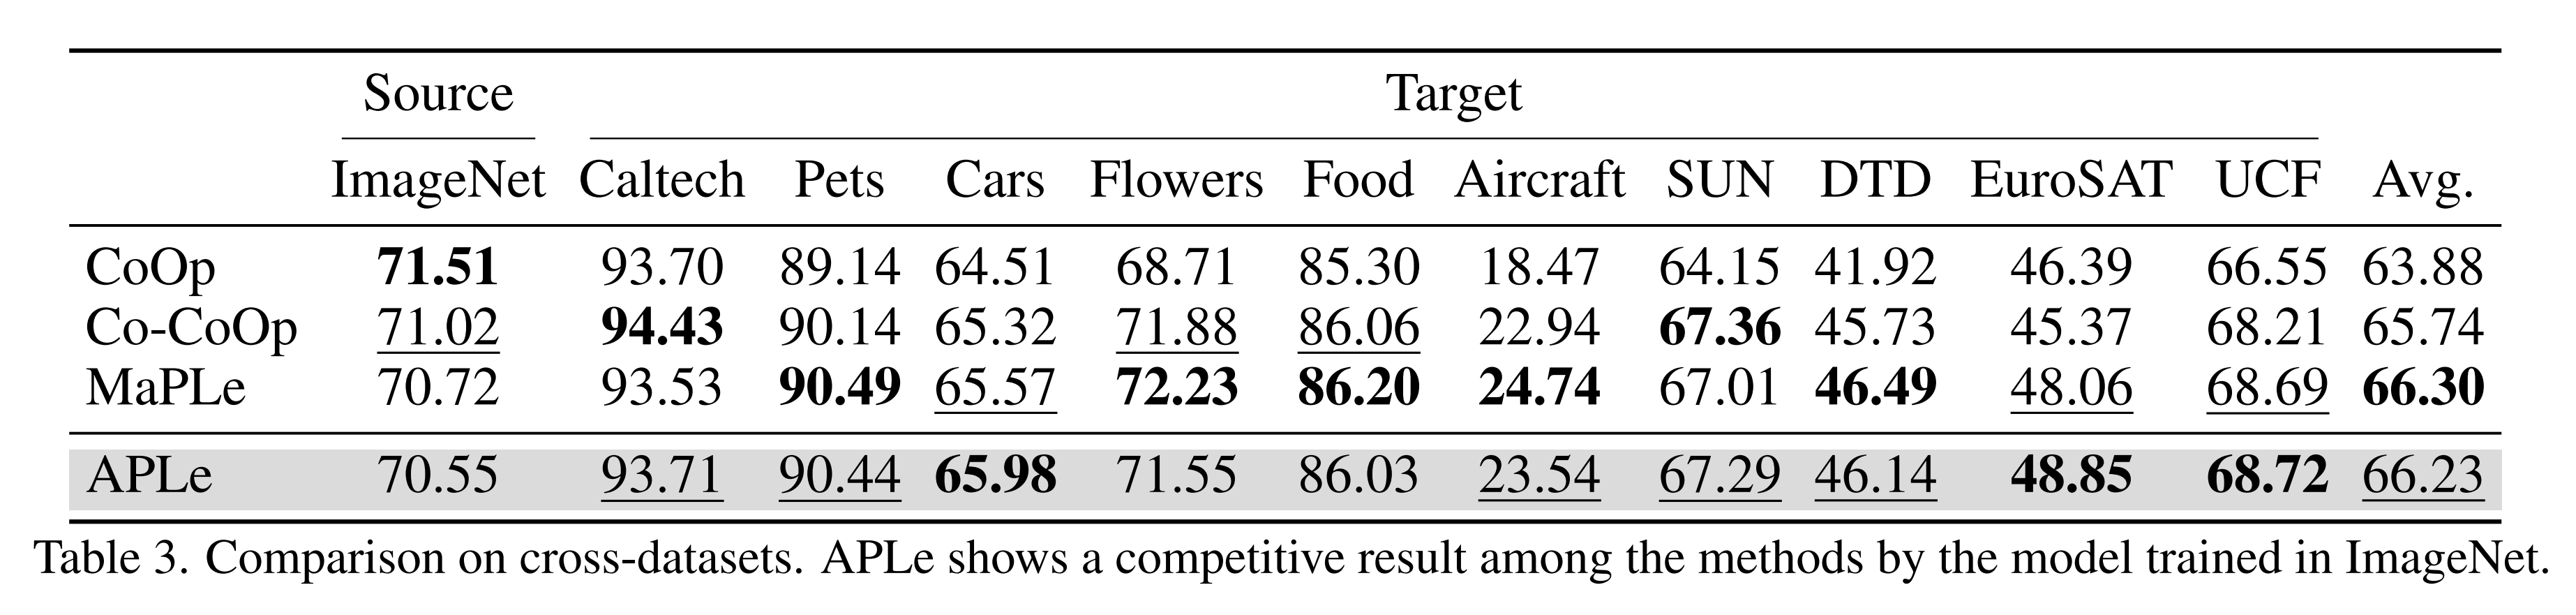 Source Target
ImageNet Caltech Pets Cars Flowers Food Aircraft SUN DTD EuroSAT UCF Avg.
CoOp 71.51 93.70 89.14 64.51 68.71 85.30 18.47 64.15 41.92 46.39 66.55 63.88
Co-CoOp 71.02 94.43 90.14 65.32 71.88 86.06 22.94 67.36 45.73 45.37 68.21 65.74
MaPLe 70.72 93.53 90.49 65.57 72.23 86.20 24.74 67.01 46.49 48.06 68.69 66.30
APLe 70.55 93.71 90.44 65.98 71.55 86.03 23.54 67.29 46.14 48.85 68.72 66.23
Table 3. Comparison on cross-datasets. APLe shows a competitive result among the methods by the model trained in ImageNet.